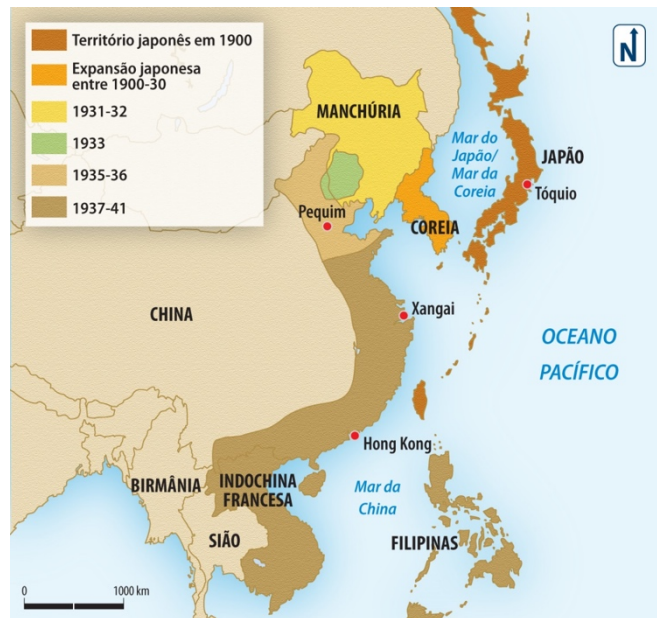 Território japonês em 1900
Expansão japonesa
entre 1900-30
1931-32
1933
1935-36
1937-41
N
MANCHÚRIA
Mar do
Japão/
Mar da
Coreia
JAPÃO
Tóquio
Pequim
COREIA
CHINA
Xangai
OCEANO
PACÍFICO
Hong Kong
BIRMÂNIA
INDOCHINA
FRANCESA
Mar da
China
SIÃO
FILIPINAS
0
1000 km